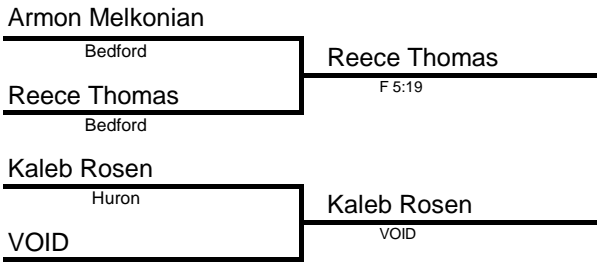 Armon Melkonian
Bedford
Reece Thomas
F 5:19
Reece Thomas
Bedford
Kaleb Rosen
Huron
Kaleb Rosen
VOID
VOID